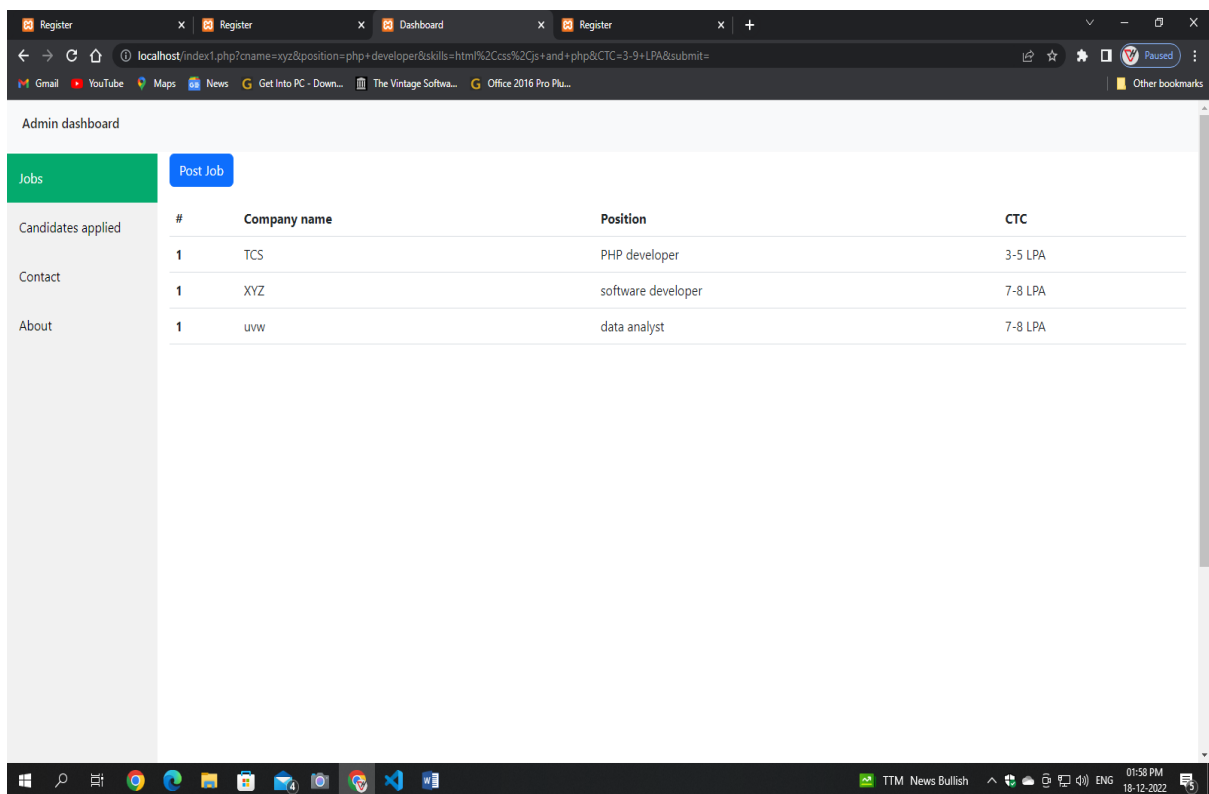 Register Register Dashboard Register
localhost/index1.php?cname=xyz&position=php+developer&skills=html%2Ccss%2Cjs+and+php&CTC=3-9+LPA&submit= Paused
Gmail YouTube Maps News Get Into PC - Down... The Vintage Softwa... Office 2016 Pro Plu... Other bookmarks
Admin dashboard
Jobs
Candidates applied
Contact
About
Post Job
# Company name Position CTC
1 TCS PHP developer 3-5 LPA
1 XYZ software developer 7-8 LPA
1 uvw data analyst 7-8 LPA
4 TTM News Bullish ENG 01:58 PM
18-12-2022 5